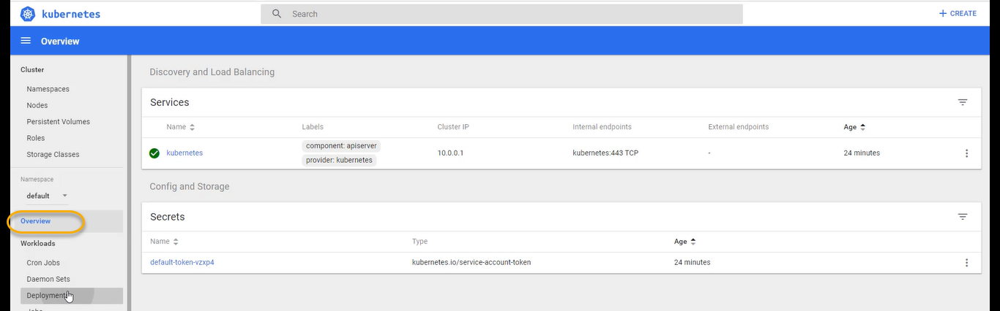 kubernetes
Search
+ CREATE
Overview
Cluster
Namespaces
Nodes
Persistent Volumes
Roles
Storage Classes
Namespace
default
Overview
Workloads
Cron Jobs
Daemon Sets
Deployments
Discovery and Load Balancing
Services
Name Labels Cluster IP Internal endpoints External endpoints Age
kubernetes component: apiserver 10.0.0.1 kubernetes:443 TCP - 24 minutes
provider: kubernetes
Config and Storage
Secrets
Name Type Age
default-token-vzxp4 kubernetes.io/service-account-token 24 minutes